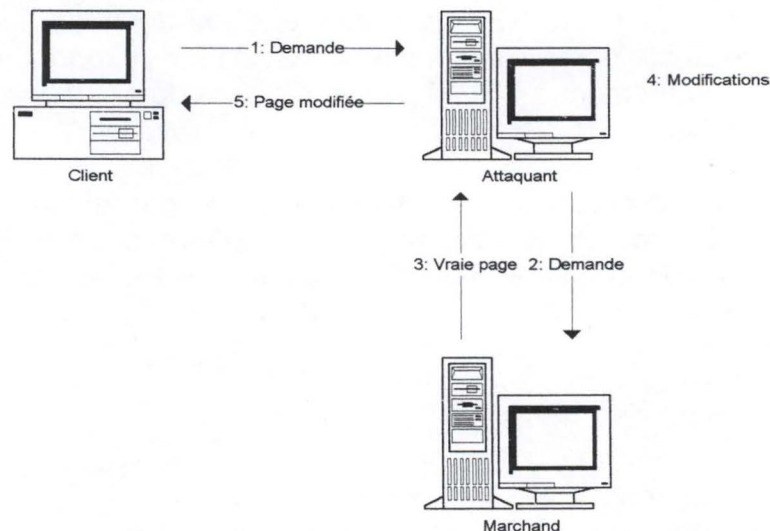 1: Demande
4: Modifications
5: Page modifiée
Client
Attaquant
3: Vraie page
2: Demande
Marchand